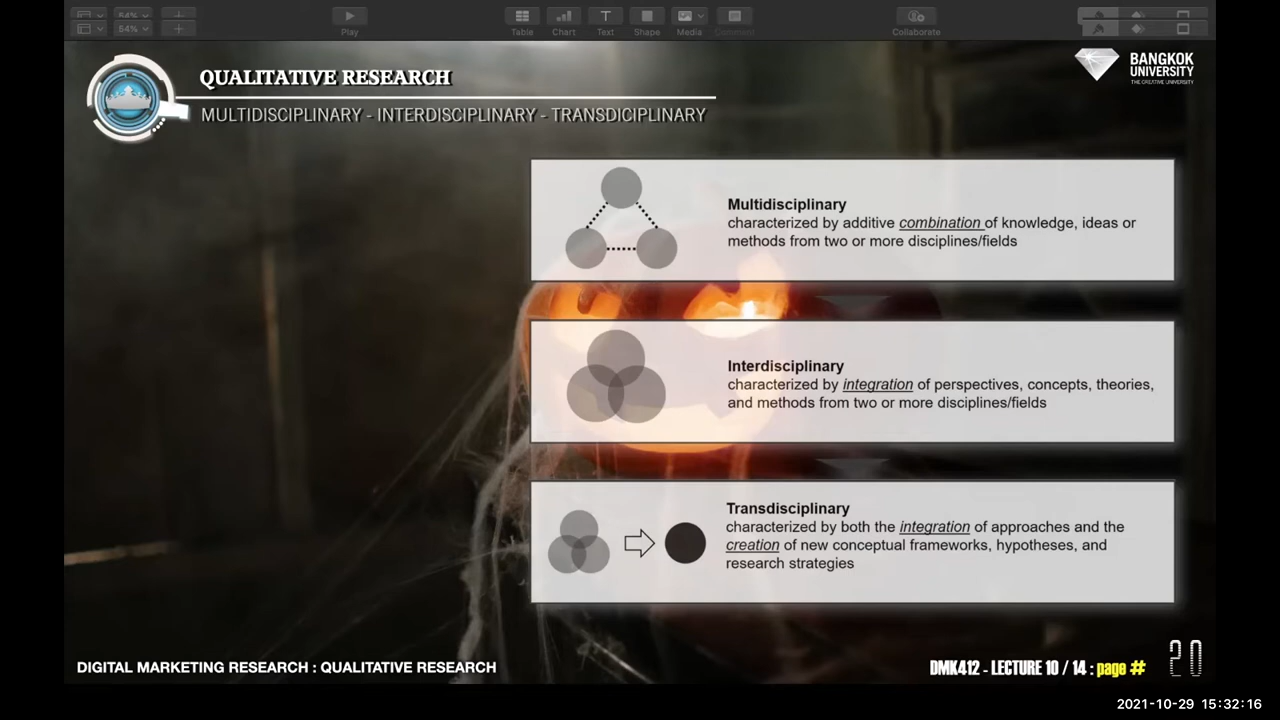 54%
54%
Play
Table
Chart
Text
Shape
Media
Comment
Collaborate
QUALITATIVE RESEARCH
MULTIDISCIPLINARY - INTERDISCIPLINARY - TRANSDICIPLINARY
BANGKOK
UNIVERSITY
THE CREATIVE UNIVERSITY
Multidisciplinary
characterized by additive combination of knowledge, ideas or
methods from two or more disciplines/fields
Interdisciplinary
characterized by integration of perspectives, concepts, theories,
and methods from two or more disciplines/fields
Transdisciplinary
characterized by both the integration of approaches and the
creation of new conceptual frameworks, hypotheses, and
research strategies
DIGITAL MARKETING RESEARCH : QUALITATIVE RESEARCH
DMK412 - LECTURE 10 / 14 : page #
20
2021-10-29 15:32:16